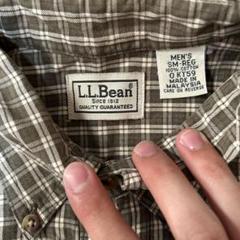 L.L.Bean
SINCE 1912
QUALITY GUARANTEED
MEN'S
SM-REG
100% COTTON
0 KT59
MADE IN
MALAYSIA
CARE ON REVERSE